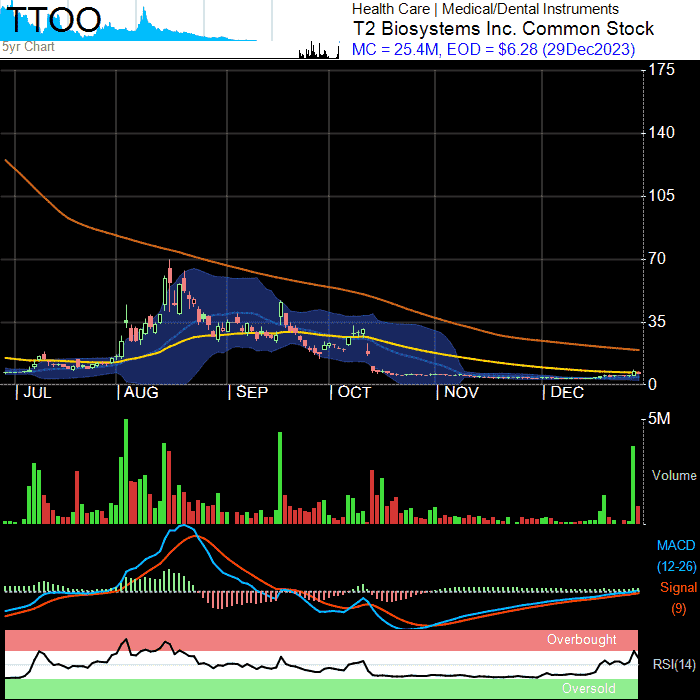 TTOO
5yr Chart
Health Care | Medical/Dental Instruments
T2 Biosystems Inc. Common Stock
MC = 25.4M, EOD = $6.28 (29Dec2023)
175
140
105
70
35
0
JUL AUG SEP OCT NOV DEC
5M
Volume
MACD
(12-26)
Signal
(9)
Overbought
RSI(14)
Oversold